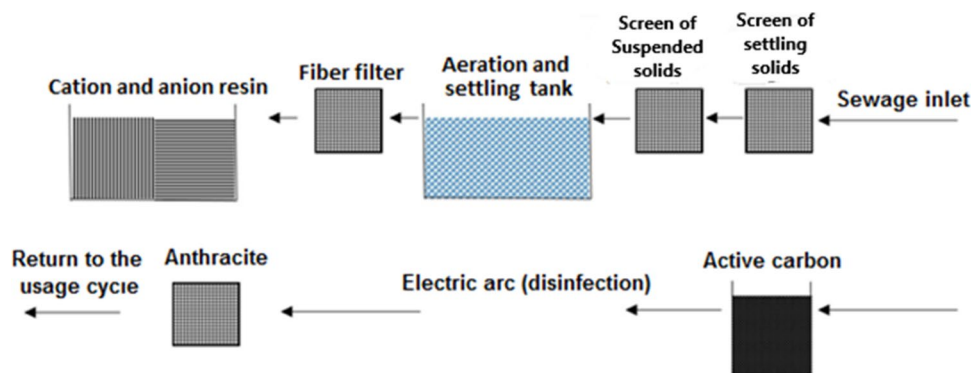 Screen of
Suspended
solids
Screen of
settling
solids
Cation and anion resin
Fiber filter
Aeration and
settling tank
Sewage inlet
Return to the
usage cycle
Anthracite
Electric arc (disinfection)
Active carbon